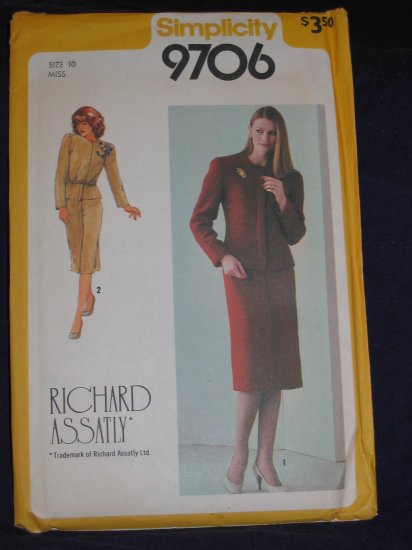 Simplicity
$3.50
SIZE 10
MISS
9706
2
RICHARD
ASSATLY*
*Trademark of Richard Assatly Ltd.
1